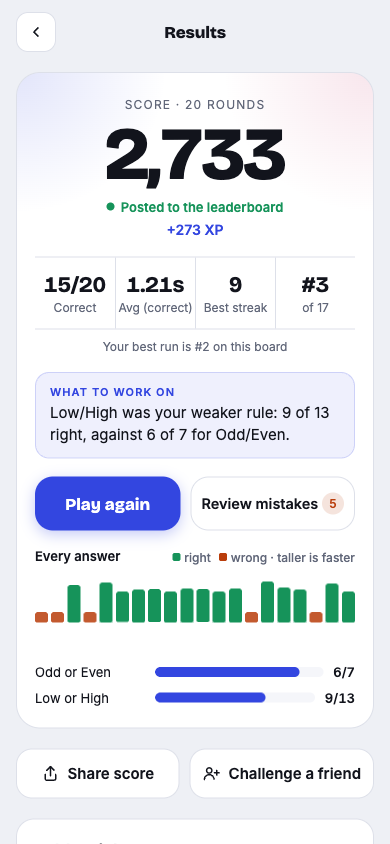 Results
SCORE · 20 ROUNDS
2,733
Posted to the leaderboard
+273 XP
15/20 1.21s 9 #3
Correct Avg (correct) Best streak of 17
Your best run is #2 on this board
WHAT TO WORK ON
Low/High was your weaker rule: 9 of 13
right, against 6 of 7 for Odd/Even.
Play again Review mistakes 5
Every answer right wrong · taller is faster
Odd or Even 6/7
Low or High 9/13
Share score Challenge a friend